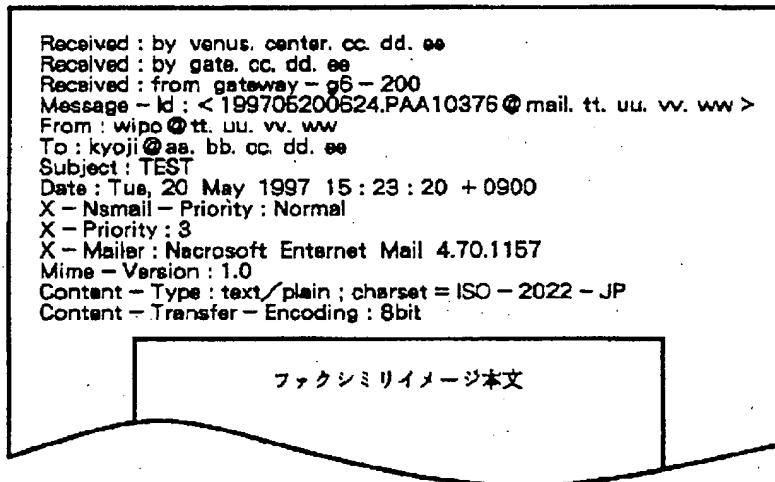 Received : by venus. center. cc. dd. ee
Received : by gate. cc. dd. ee
Received : from gateway － g6 － 200
Message － Id : < 199705200624.PAA10376 @ mail. tt. uu. vv. ww >
From : wipo @ tt. uu. vv. ww
To : kyoji @ aa. bb. cc. dd. ee
Subject : TEST
Date : Tue, 20 May 1997 15 : 23 : 20 + 0900
X － Nsmail － Priority : Normal
X － Priority : 3
X － Mailer : Necrosoft Enternet Mail 4.70.1157
Mime － Version : 1.0
Content － Type : text／plain ; charset = ISO － 2022 － JP
Content － Transfer － Encoding : 8bit
ファクシミリイメージ本文